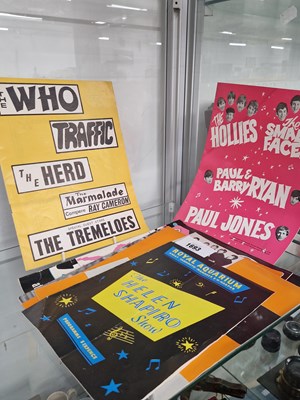 THE WHO
TRAFFIC
THE HERD
The Marmalade
Compere RAY CAMERON
THE TREMELOES
THE HOLLIES
The SMALL FACES
PAUL & BARRY RYAN
PAUL JONES
1693
ROYAL AQUARIUM
The
HELEN
SHAPIRO
Show